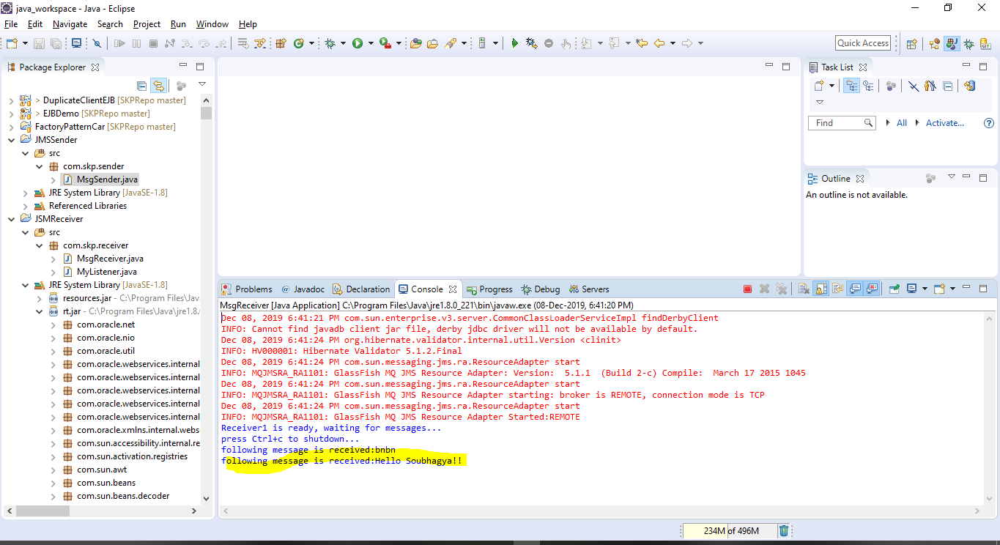 java_workspace - Java - Eclipse
File Edit Navigate Search Project Run Window Help
Quick Access
Package Explorer
> DuplicateClientEJB [SKPRepo master]
> EJBDemo [SKPRepo master]
FactoryPatternCar [SKPRepo master]
JMSSender
src
com.skp.sender
MsgSender.java
JRE System Library [JavaSE-1.8]
Referenced Libraries
JSMReceiver
src
com.skp.receiver
MsgReceiver.java
MyListener.java
JRE System Library [JavaSE-1.8]
resources.jar - C:\Program Files\Jav
rt.jar - C:\Program Files\Java\jre1.8.0
com.oracle.net
com.oracle.nio
com.oracle.util
com.oracle.webservices.internal
com.oracle.webservices.internal
com.oracle.webservices.internal
com.oracle.webservices.internal
com.oracle.webservices.internal
com.oracle.xmlns.internal.webs
com.sun.accessibility.internal.re
com.sun.activation.registries
com.sun.awt
com.sun.beans
com.sun.beans.decoder
Task List
Find All Activate...
Outline
An outline is not available.
Problems @ Javadoc Declaration Console Progress Debug Servers
MsgReceiver [Java Application] C:\Program Files\Java\jre1.8.0_221\bin\javaw.exe (08-Dec-2019, 6:41:20 PM)
Dec 08, 2019 6:41:21 PM com.sun.enterprise.v3.server.CommonClassLoaderServiceImpl findDerbyClient
INFO: Cannot find javadb client jar file, derby jdbc driver will not be available by default.
Dec 08, 2019 6:41:24 PM org.hibernate.validator.internal.util.Version <clinit>
INFO: HV000001: Hibernate Validator 5.1.2.Final
Dec 08, 2019 6:41:24 PM com.sun.messaging.jms.ra.ResourceAdapter start
INFO: MQJMSRA_RA1101: GlassFish MQ JMS Resource Adapter: Version:  5.1.1  (Build 2-c) Compile:  March 17 2015 1045
Dec 08, 2019 6:41:24 PM com.sun.messaging.jms.ra.ResourceAdapter start
INFO: MQJMSRA_RA1101: GlassFish MQ JMS Resource Adapter starting: broker is REMOTE, connection mode is TCP
Dec 08, 2019 6:41:24 PM com.sun.messaging.jms.ra.ResourceAdapter start
INFO: MQJMSRA_RA1101: GlassFish MQ JMS Resource Adapter Started:REMOTE
Receiver1 is ready, waiting for messages...
press Ctrl+c to shutdown...
following message is received:bnbn
following message is received:Hello Soubhagya!!
234M of 496M